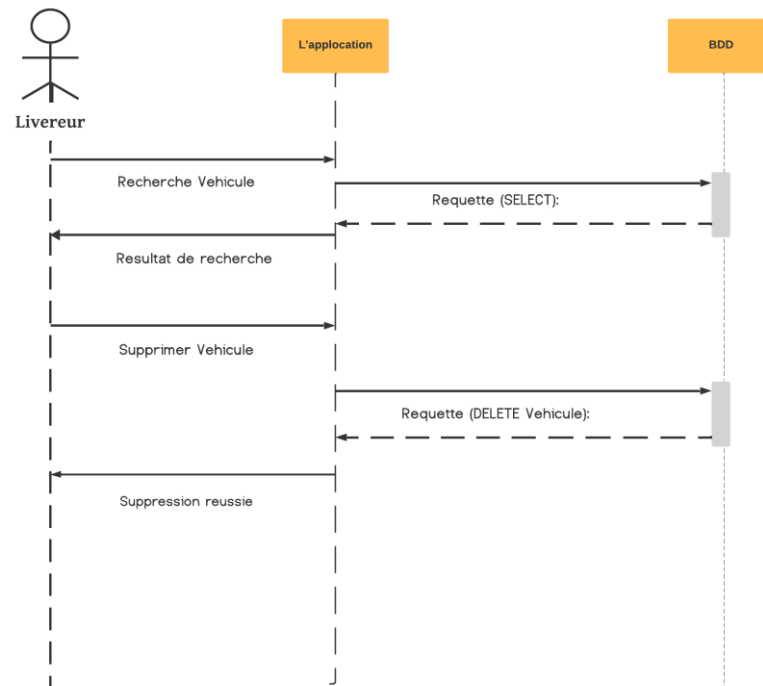 L'applocation
BDD
Livereur
Recherche Vehicule
Requette (SELECT):
Resultat de recherche
Supprimer Vehicule
Requette (DELETE Vehicule):
Suppression reussie